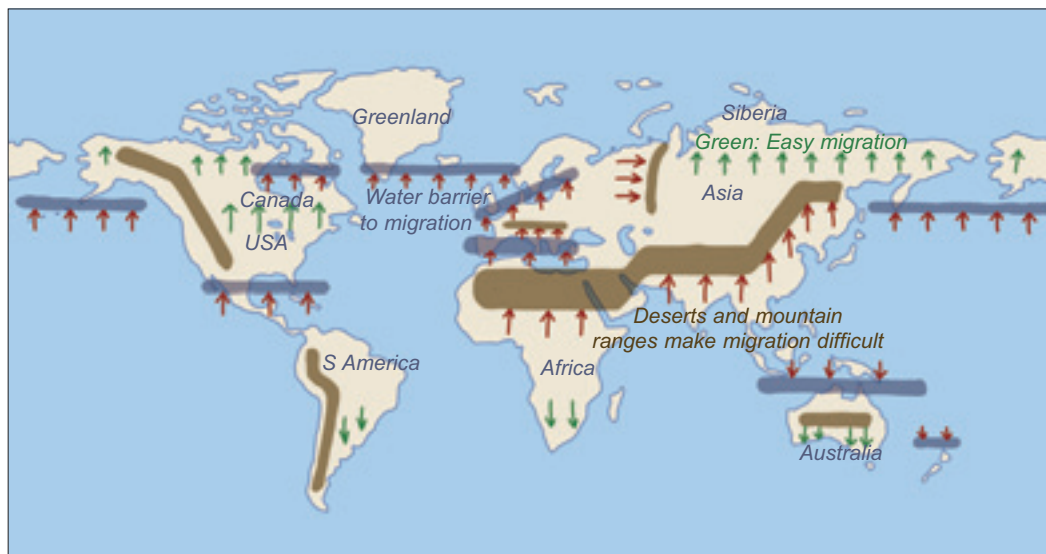 Greenland
Siberia
Green: Easy migration
Canada
Water barrier
to migration
Asia
USA
Deserts and mountain
ranges make migration difficult
S America
Africa
Australia